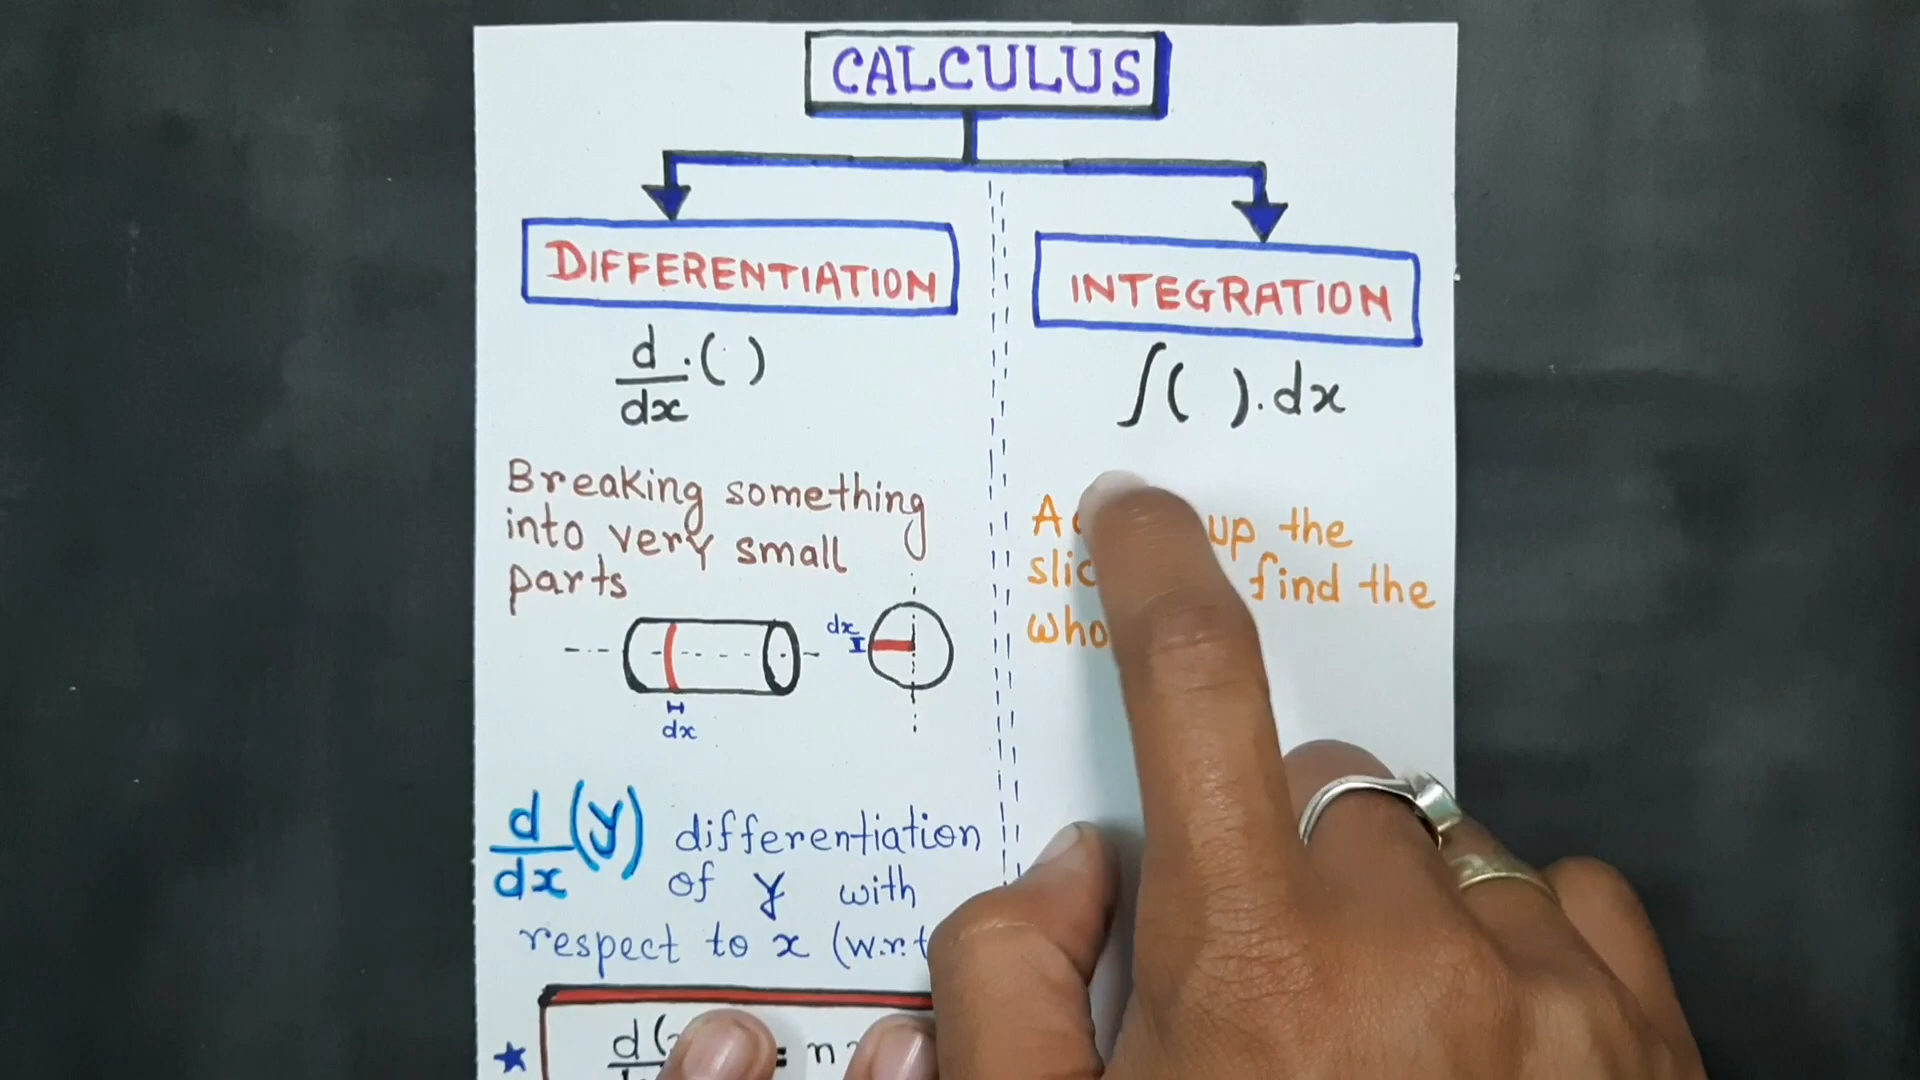 CALCULUS
DIFFERENTIATION
INTEGRATION
d/dx .( )
∫( ).dx
Breaking something
into very small
parts
dx
dx
up the
find the
d/dx (y) differentiation
of y with
respect to x (w.r.t
= n